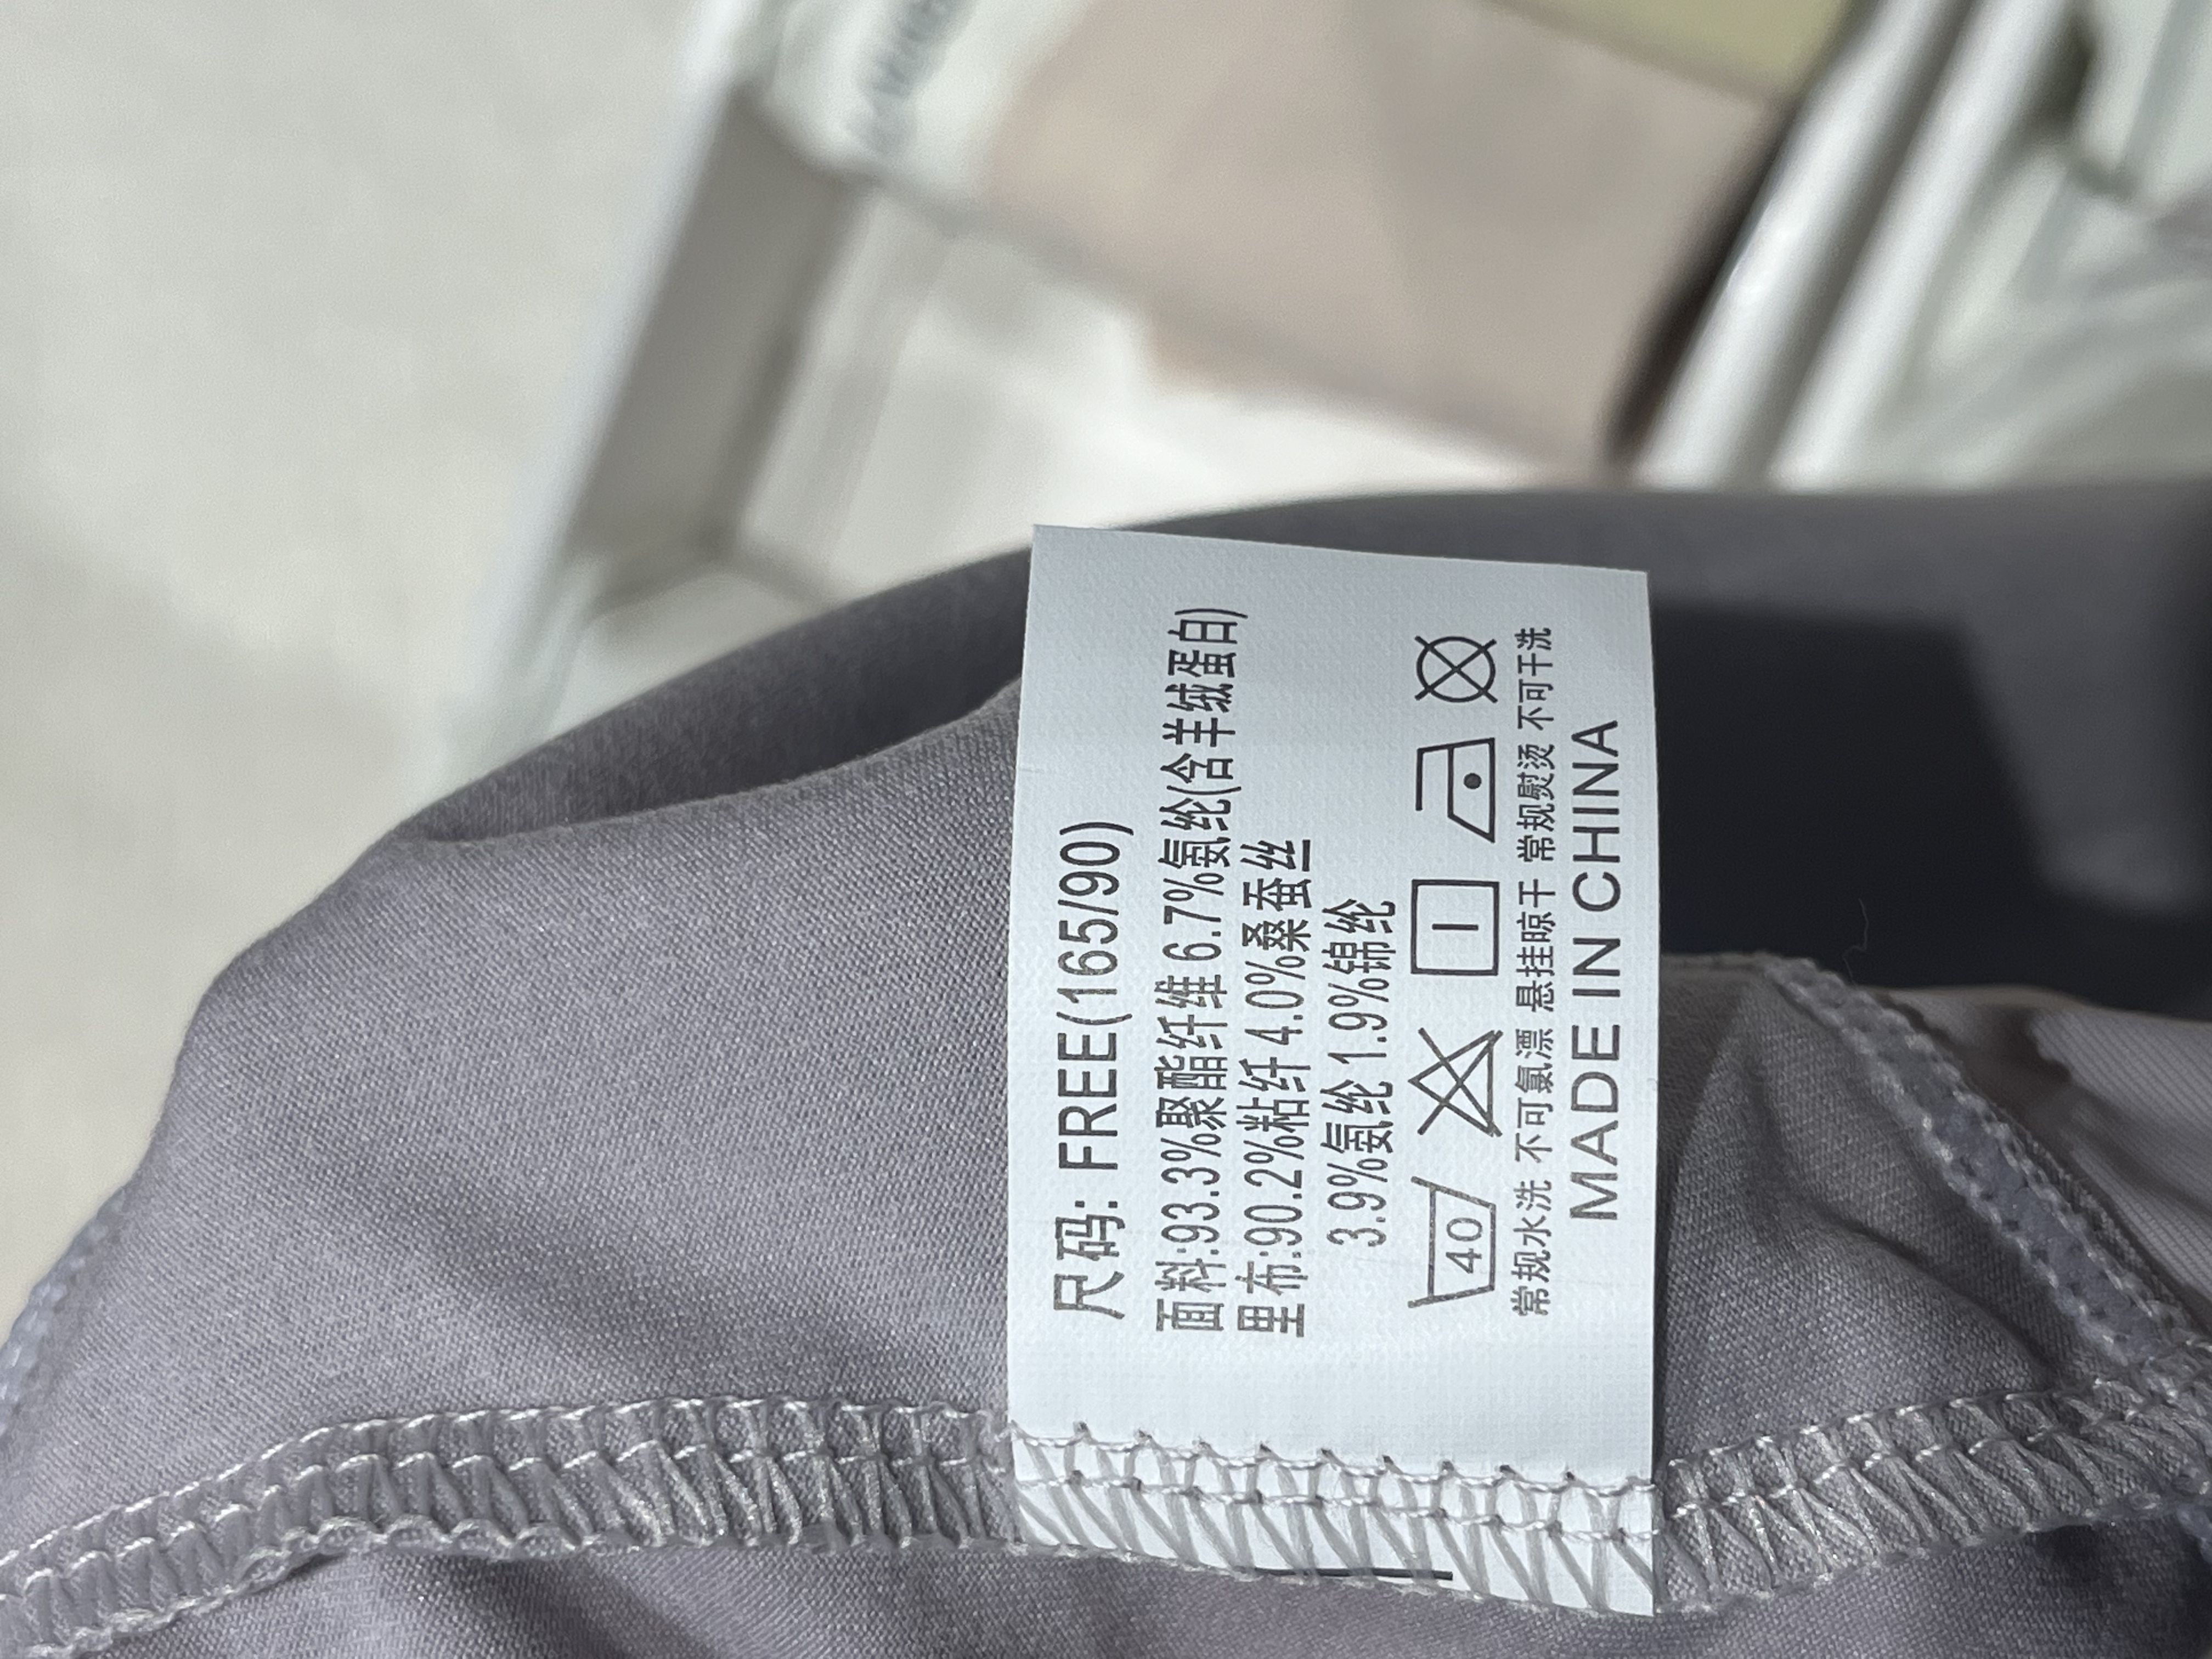 尺码: FREE(165/90)
面料:93.3%聚酯纤维 6.7%氨纶(含羊绒蛋白)
里布:90.2%粘纤 4.0%桑蚕丝
3.9%氨纶 1.9%锦纶
40
常规水洗 不可氯漂 悬挂晾干 常规熨烫 不可干洗
MADE IN CHINA